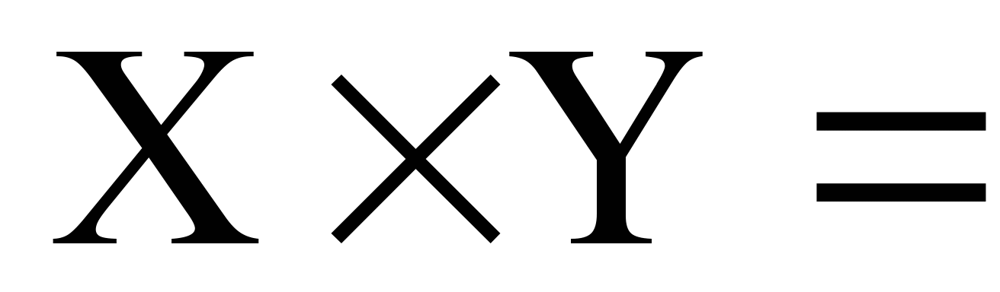 X ×Y =